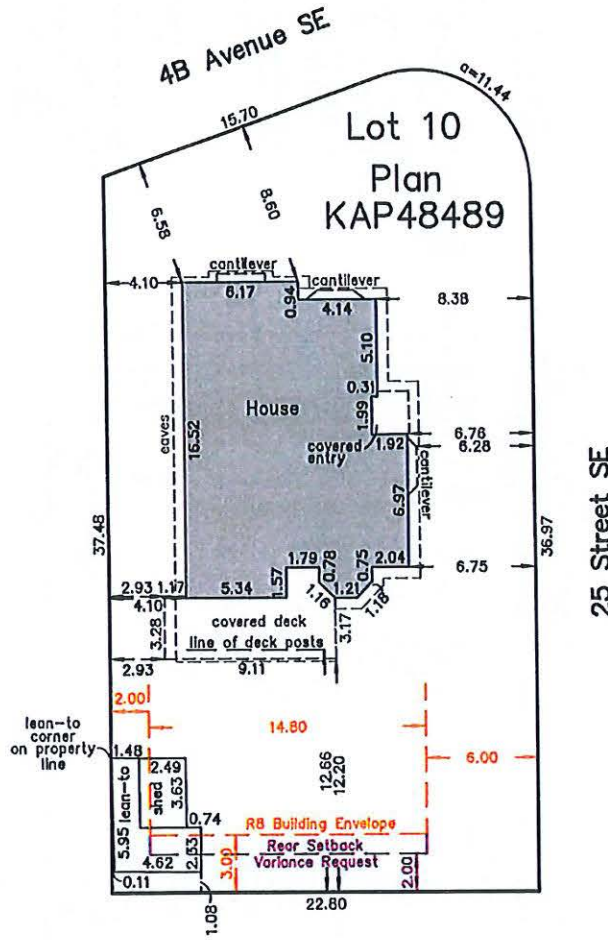 4B Avenue SE
a=11.44
15.70
Lot 10
Plan
KAP48489
6.58
8.60
cantilever
4.10
6.17
0.94
cantilever
4.14
8.38
5.10
0.31
House
1.99
eaves
16.52
covered
entry
1.92
6.76
6.28
cantilever
6.97
37.48
36.97
25 Street SE
1.79
0.78
0.75
2.04
6.75
1.57
2.93
1.17
5.34
1.16
1.21
1.18
4.10
3.28
covered deck
line of deck posts
3.17
2.93
9.11
2.00
14.80
lean-to
corner
on property
line
1.48
6.00
2.49
12.66
12.20
5.95
lean-to
shed
3.63
0.74
R8 Building Envelope
Rear Setback
Variance Request
4.62
2.53
3.00
2.00
0.11
22.80
1.08